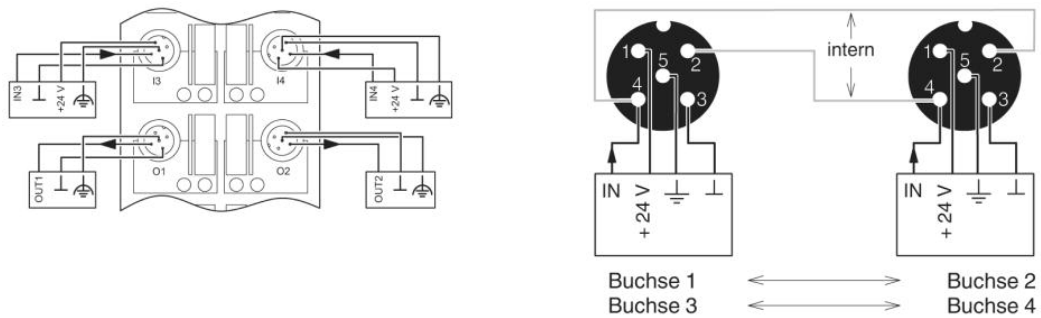 I3
I4
IN3
+24 V
IN4
+24 V
O1
O2
OUT1
OUT2
intern
1
2
3
4
5
1
2
3
4
5
IN
+ 24 V
IN
+ 24 V
Buchse 1
Buchse 2
Buchse 3
Buchse 4